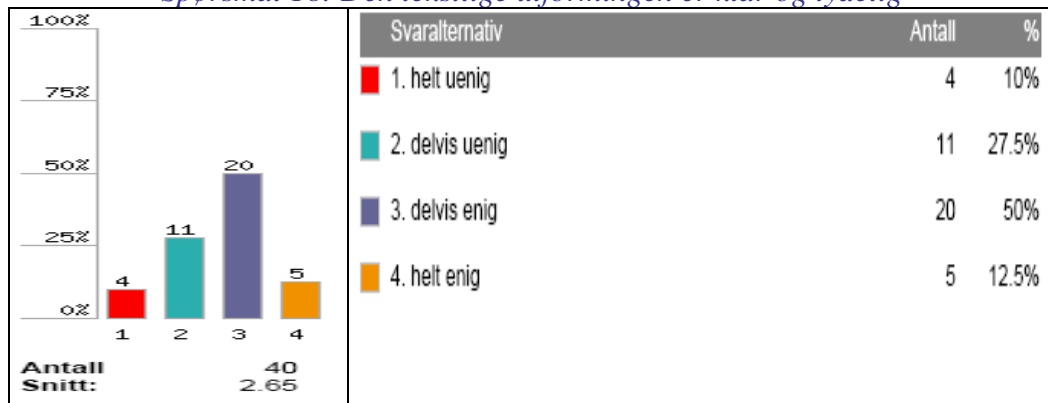 100%
75%
50%
25%
0%
4
11
20
5
1 2 3 4
Antall 40
Snitt: 2.65
Svaralternativ Antall %
1. helt uenig 4 10%
2. delvis uenig 11 27.5%
3. delvis enig 20 50%
4. helt enig 5 12.5%